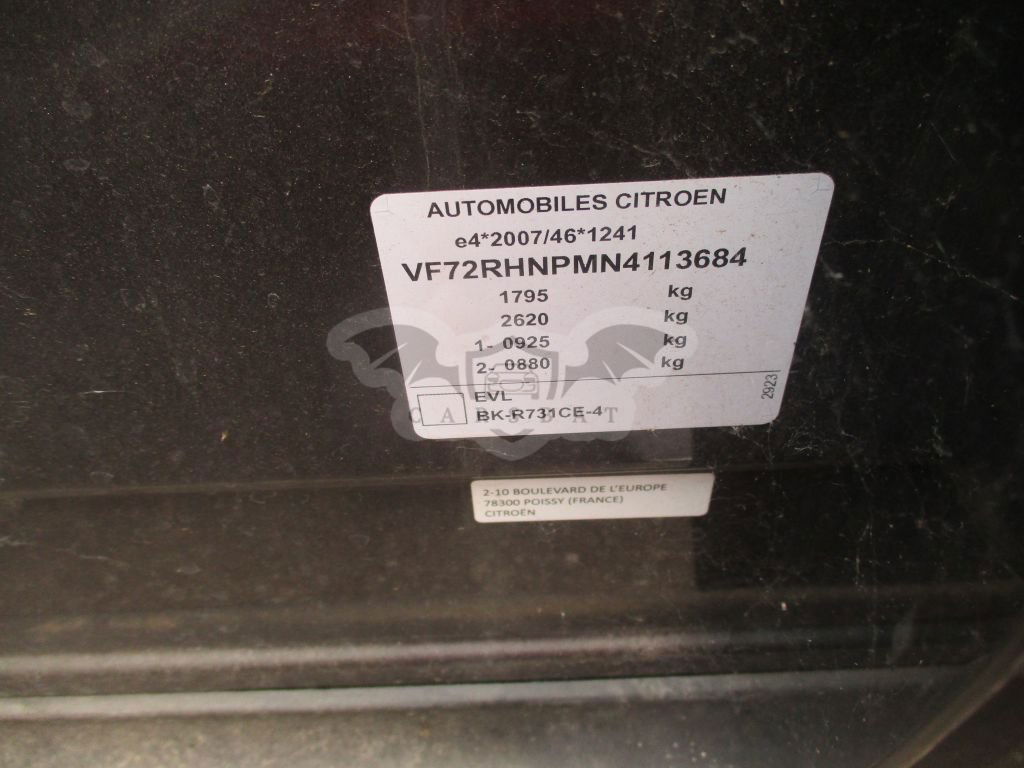 AUTOMOBILES CITROEN
e4*2007/46*1241
VF72RHNPMN4113684
1795 kg
2620 kg
1- 0925 kg
2- 0880 kg
2923
EVL
BK-R731CE-4
CARSBAT
2-10 BOULEVARD DE L'EUROPE
78300 POISSY (FRANCE)
CITROËN